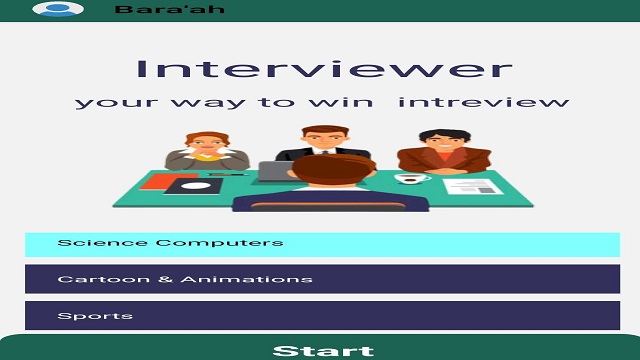 Bara'ah
Interviewer
your way to win intreview
Science Computers
Cartoon & Animations
Sports
Start